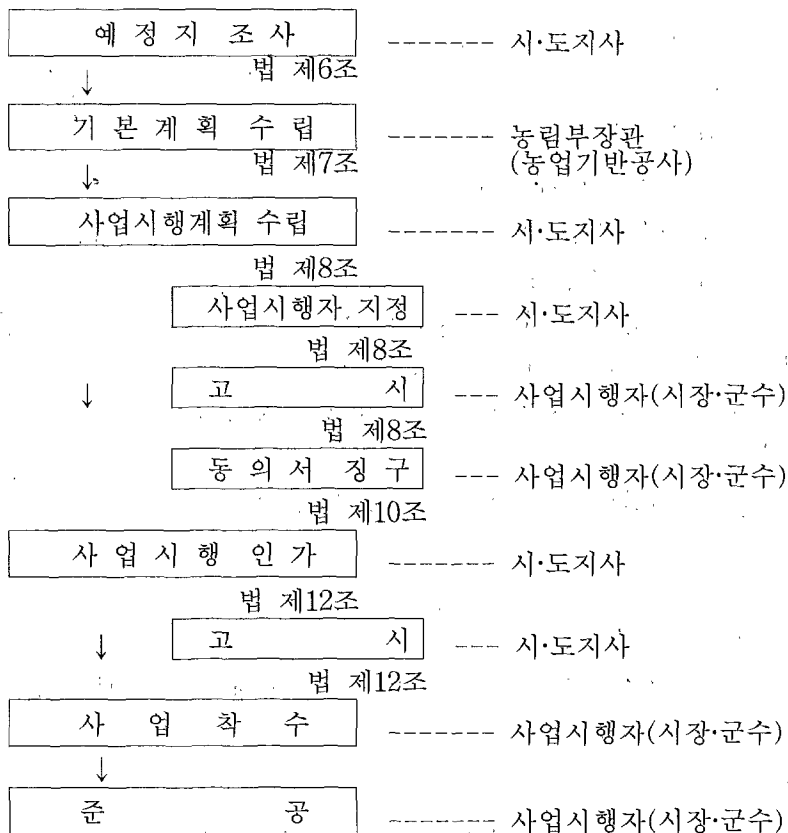 예 정 지 조 사 ------- 시·도지사
법 제6조
↓
기 본 계 획 수 립 ------- 농림부장관
법 제7조 (농업기반공사)
↓
사업시행계획 수립 ------- 시·도지사
법 제8조
사업시행자 지정 --- 시·도지사
법 제8조
↓ 고 시 --- 사업시행자(시장·군수)
법 제8조
동 의 서 징 구 --- 사업시행자(시장·군수)
법 제10조
사 업 시 행 인 가 ------- 시·도지사
법 제12조
↓ 고 시 --- 시·도지사
법 제12조
사 업 착 수 ------- 사업시행자(시장·군수)
↓
준 공 ------- 사업시행자(시장·군수)